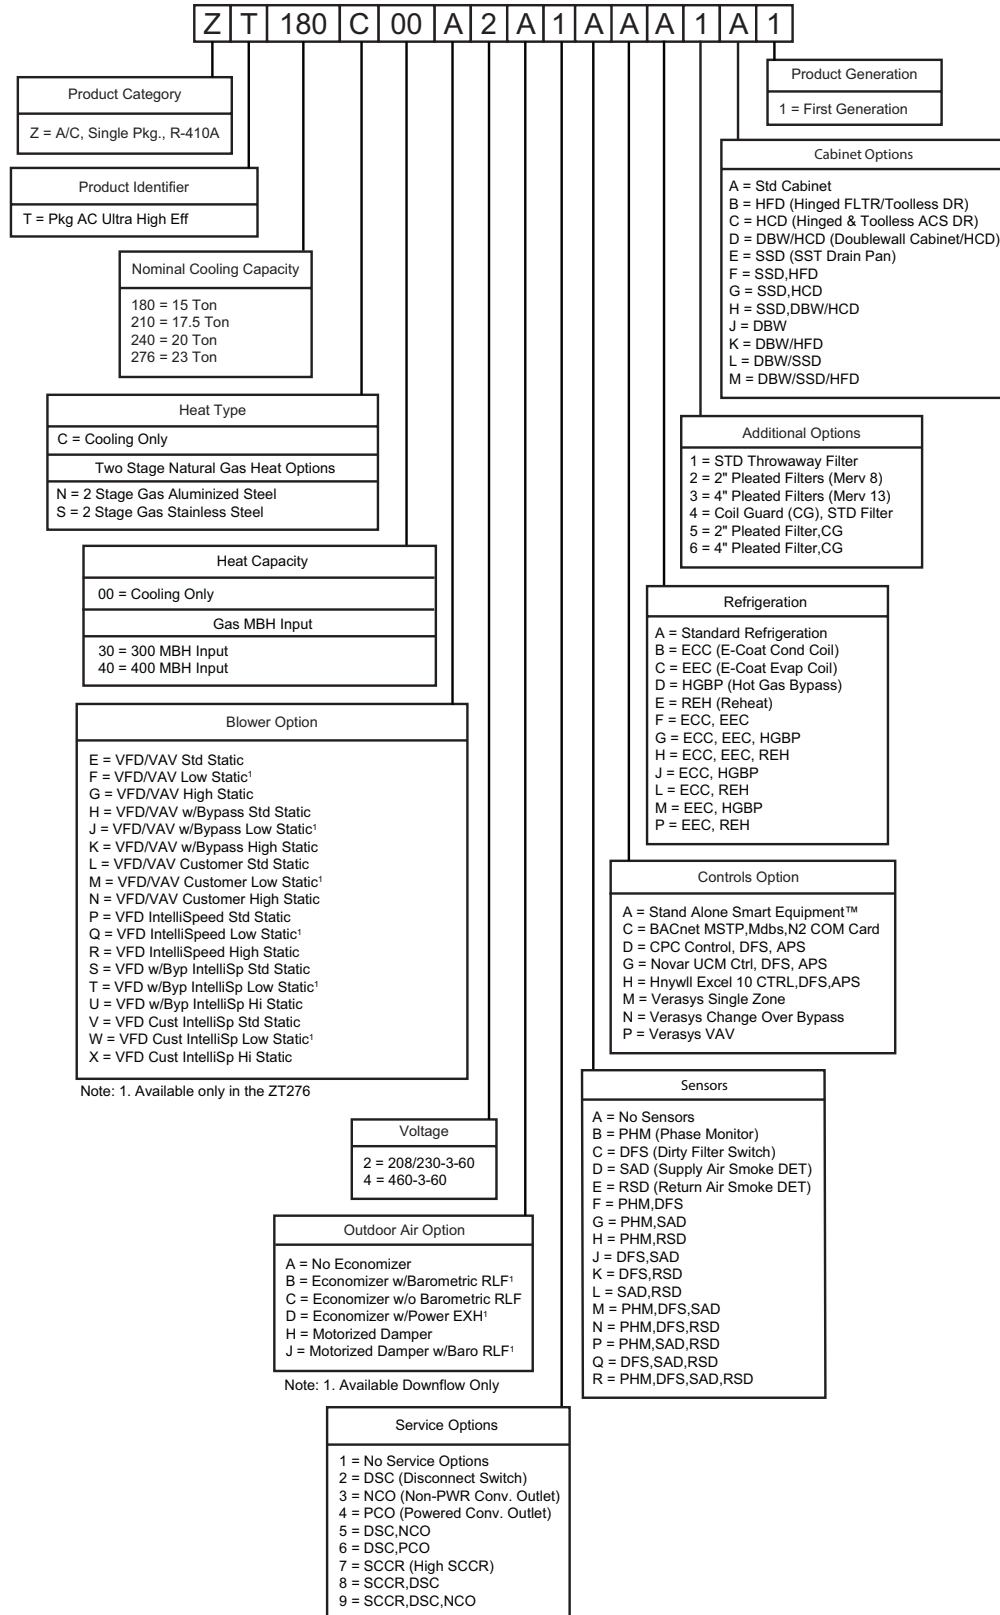 Z T 180 C 00 A 2 A 1 A A A 1 A 1
Product Category
Z = A/C, Single Pkg., R-410A
Product Identifier
T = Pkg AC Ultra High Eff
Nominal Cooling Capacity
180 = 15 Ton
210 = 17.5 Ton
240 = 20 Ton
276 = 23 Ton
Heat Type
C = Cooling Only
Two Stage Natural Gas Heat Options
N = 2 Stage Gas Aluminized Steel
S = 2 Stage Gas Stainless Steel
Heat Capacity
00 = Cooling Only
Gas MBH Input
30 = 300 MBH Input
40 = 400 MBH Input
Blower Option
E = VFD/VAV Std Static
F = VFD/VAV Low Static¹
G = VFD/VAV High Static
H = VFD/VAV w/Bypass Std Static
J = VFD/VAV w/Bypass Low Static¹
K = VFD/VAV w/Bypass High Static
L = VFD/VAV Customer Std Static
M = VFD/VAV Customer Low Static¹
N = VFD/VAV Customer High Static
P = VFD IntelliSpeed Std Static
Q = VFD IntelliSpeed Low Static¹
R = VFD IntelliSpeed High Static
S = VFD w/Byp IntelliSp Std Static
T = VFD w/Byp IntelliSp Low Static¹
U = VFD w/Byp IntelliSp Hi Static
V = VFD Cust IntelliSp Std Static
W = VFD Cust IntelliSp Low Static¹
X = VFD Cust IntelliSp Hi Static
Note: 1. Available only in the ZT276
Voltage
2 = 208/230-3-60
4 = 460-3-60
Outdoor Air Option
A = No Economizer
B = Economizer w/Barometric RLF¹
C = Economizer w/o Barometric RLF
D = Economizer w/Power EXH¹
H = Motorized Damper
J = Motorized Damper w/Baro RLF¹
Note: 1. Available Downflow Only
Service Options
1 = No Service Options
2 = DSC (Disconnect Switch)
3 = NCO (Non-PWR Conv. Outlet)
4 = PCO (Powered Conv. Outlet)
5 = DSC,NCO
6 = DSC,PCO
7 = SCCR (High SCCR)
8 = SCCR,DSC
9 = SCCR,DSC,NCO
Product Generation
1 = First Generation
Cabinet Options
A = Std Cabinet
B = HFD (Hinged FLTR/Toolless DR)
C = HCD (Hinged & Toolless ACS DR)
D = DBW/HCD (Doublewall Cabinet/HCD)
E = SSD (SST Drain Pan)
F = SSD,HFD
G = SSD,HCD
H = SSD,DBW/HCD
J = DBW
K = DBW/HFD
L = DBW/SSD
M = DBW/SSD/HFD
Additional Options
1 = STD Throwaway Filter
2 = 2" Pleated Filters (Merv 8)
3 = 4" Pleated Filters (Merv 13)
4 = Coil Guard (CG), STD Filter
5 = 2" Pleated Filter,CG
6 = 4" Pleated Filter,CG
Refrigeration
A = Standard Refrigeration
B = ECC (E-Coat Cond Coil)
C = EEC (E-Coat Evap Coil)
D = HGBP (Hot Gas Bypass)
E = REH (Reheat)
F = ECC, EEC
G = ECC, EEC, HGBP
H = ECC, EEC, REH
J = ECC, HGBP
L = ECC, REH
M = EEC, HGBP
P = EEC, REH
Controls Option
A = Stand Alone Smart Equipment™
C = BACnet MSTP,Mdbs,N2 COM Card
D = CPC Control, DFS, APS
G = Novar UCM Ctrl, DFS, APS
H = Hnywll Excel 10 CTRL,DFS,APS
M = Verasys Single Zone
N = Verasys Change Over Bypass
P = Verasys VAV
Sensors
A = No Sensors
B = PHM (Phase Monitor)
C = DFS (Dirty Filter Switch)
D = SAD (Supply Air Smoke DET)
E = RSD (Return Air Smoke DET)
F = PHM,DFS
G = PHM,SAD
H = PHM,RSD
J = DFS,SAD
K = DFS,RSD
L = SAD,RSD
M = PHM,DFS,SAD
N = PHM,DFS,RSD
P = PHM,SAD,RSD
Q = DFS,SAD,RSD
R = PHM,DFS,SAD,RSD